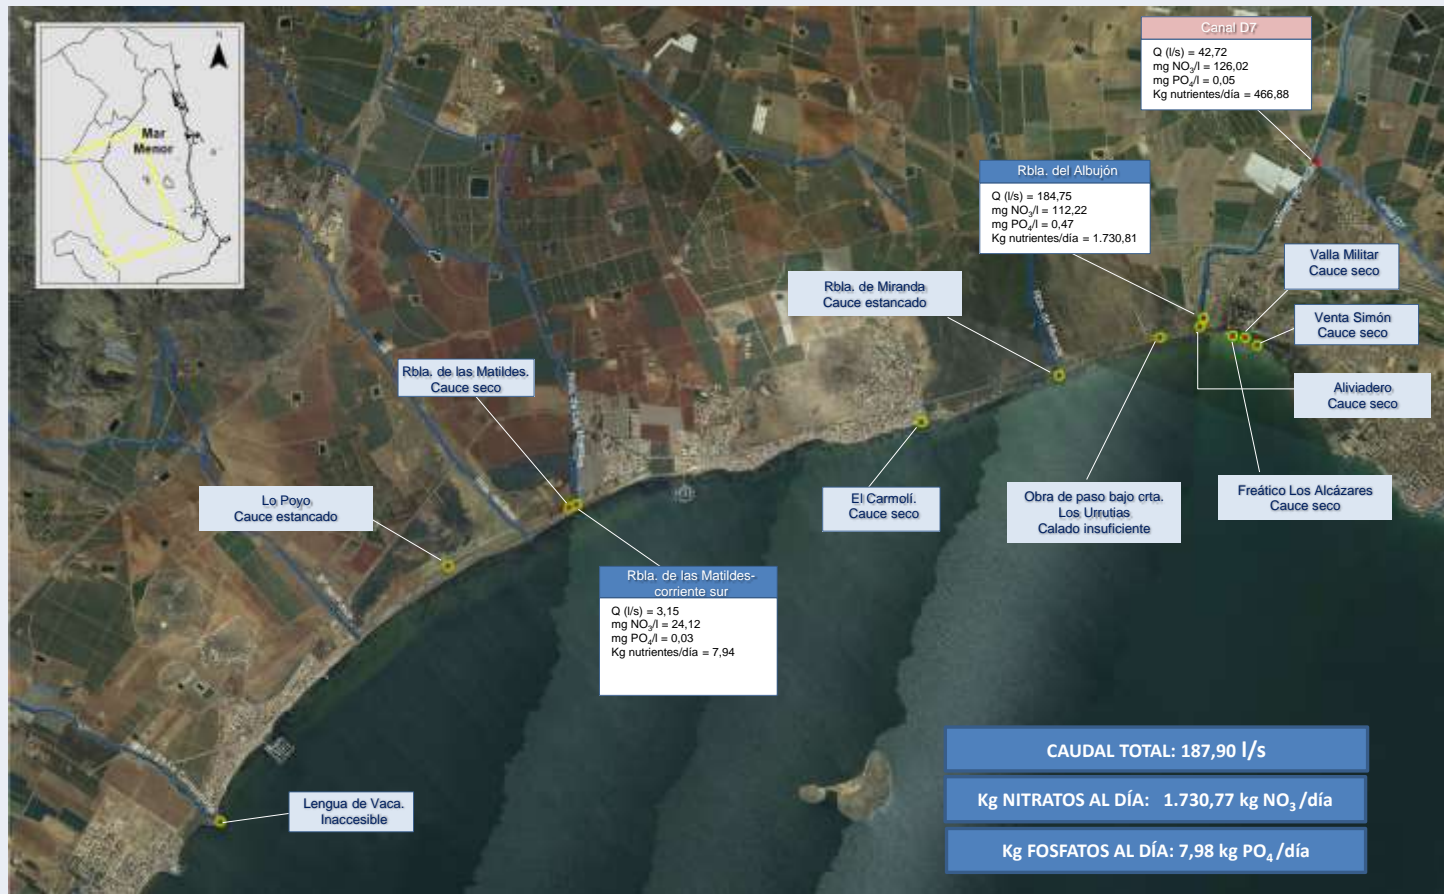 N
Mar
Menor
Canal D7
Q (l/s) = 42,72
mg NO3/l = 126,02
mg PO4/l = 0,05
Kg nutrientes/día = 466,88
Rbla. del Albujón
Q (l/s) = 184,75
mg NO3/l = 112,22
mg PO4/l = 0,47
Kg nutrientes/día = 1.730,81
Canal D7
Valla Militar
Cauce seco
Rbla. de Miranda
Cauce estancado
Venta Simón
Cauce seco
Rbla. de las Matildes.
Cauce seco
Aliviadero
Cauce seco
Lo Poyo
Cauce estancado
El Carmolí.
Cauce seco
Obra de paso bajo crta.
Los Urrutias
Calado insuficiente
Freático Los Alcázares
Cauce seco
Rbla. de las Matildes-
corriente sur
Q (l/s) = 3,15
mg NO3/l = 24,12
mg PO4/l = 0,03
Kg nutrientes/día = 7,94
Lengua de Vaca.
Inaccesible
CAUDAL TOTAL: 187,90 l/s
Kg NITRATOS AL DÍA: 1.730,77 kg NO3 /día
Kg FOSFATOS AL DÍA: 7,98 kg PO4 /día